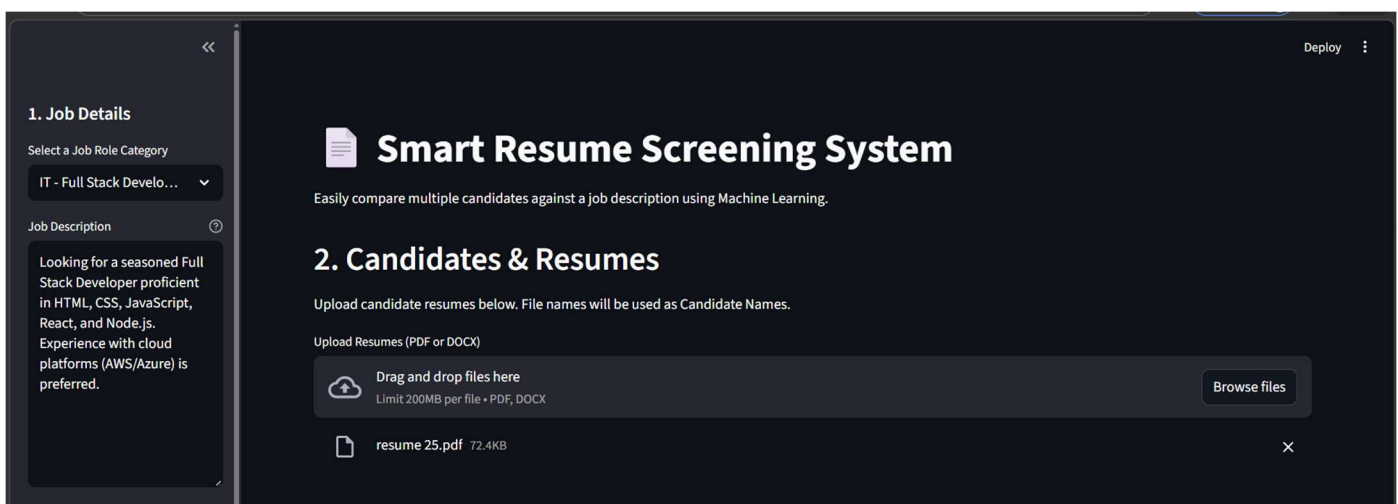 Deploy
1. Job Details
Select a Job Role Category
IT - Full Stack Develo...
Job Description
Looking for a seasoned Full
Stack Developer proficient
in HTML, CSS, JavaScript,
React, and Node.js.
Experience with cloud
platforms (AWS/Azure) is
preferred.
Smart Resume Screening System
Easily compare multiple candidates against a job description using Machine Learning.
2. Candidates & Resumes
Upload candidate resumes below. File names will be used as Candidate Names.
Upload Resumes (PDF or DOCX)
Drag and drop files here
Limit 200MB per file • PDF, DOCX
Browse files
resume 25.pdf 72.4KB